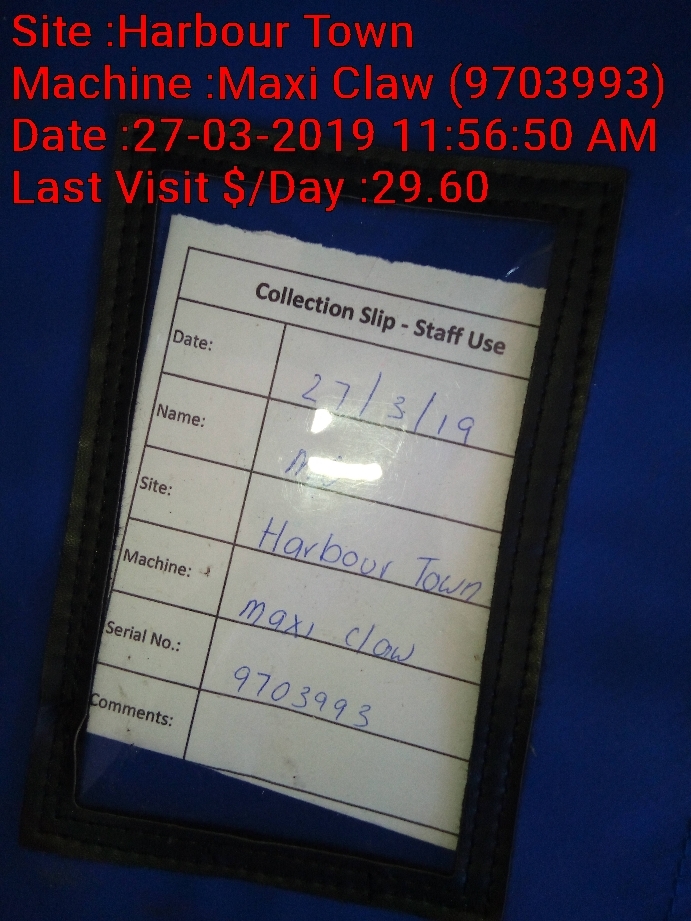 Site :Harbour Town
Machine :Maxi Claw (9703993)
Date :27-03-2019 11:56:50 AM
Last Visit $/Day :29.60
Collection Slip - Staff Use
Date: 27/3/19
Name:
Site: Harbour Town
Machine: maxi claw
Serial No.: 9703993
Comments: